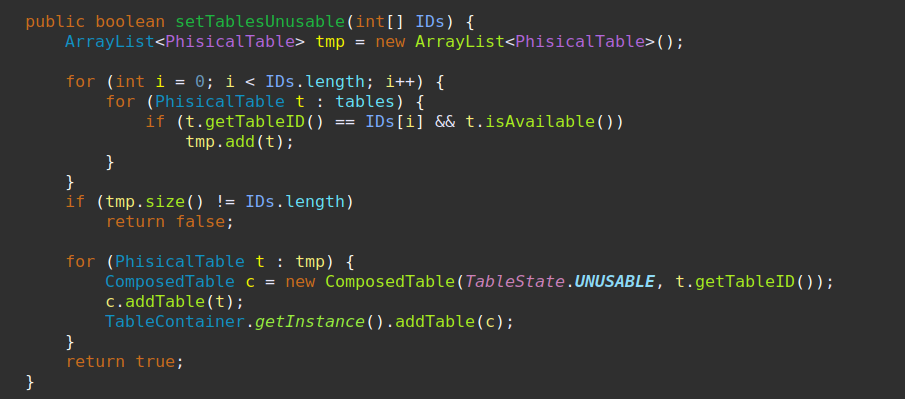 public boolean setTablesUnusable(int[] IDs) {
    ArrayList<PhisicalTable> tmp = new ArrayList<PhisicalTable>();

    for (int i = 0; i < IDs.length; i++) {
        for (PhisicalTable t : tables) {
            if (t.getTableID() == IDs[i] && t.isAvailable())
                tmp.add(t);
        }
    }
    if (tmp.size() != IDs.length)
        return false;

    for (PhisicalTable t : tmp) {
        ComposedTable c = new ComposedTable(TableState.UNUSABLE, t.getTableID());
        c.addTable(t);
        TableContainer.getInstance().addTable(c);
    }
    return true;
}